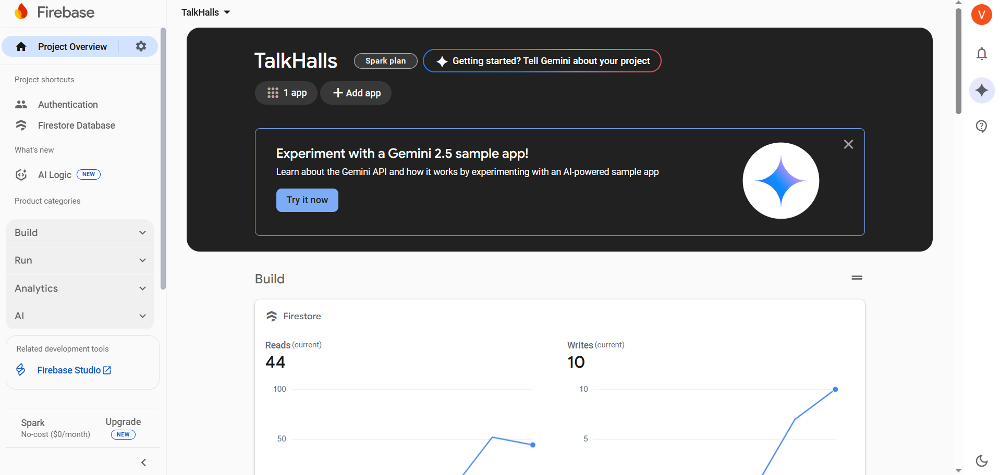 Firebase
Project Overview
Project shortcuts
Authentication
Firestore Database
What's new
AI Logic NEW
Product categories
Build
Run
Analytics
AI
Related development tools
Firebase Studio
Spark
No-cost ($0/month)
Upgrade
NEW
TalkHalls
TalkHalls
Spark plan
Getting started? Tell Gemini about your project
1 app
Add app
Experiment with a Gemini 2.5 sample app!
Learn about the Gemini API and how it works by experimenting with an AI-powered sample app
Try it now
Build
Firestore
Reads (current)
44
100
50
Writes (current)
10
10
5
V